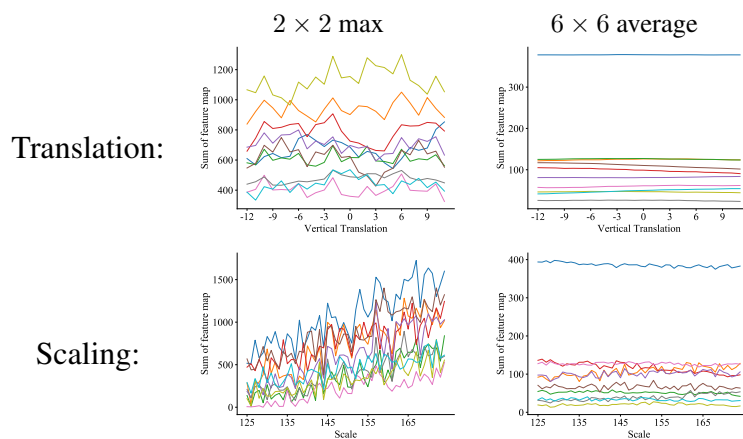 2 × 2 max
6 × 6 average
Translation:
Sum of feature map
1200
1000
800
600
400
-12 -9 -6 -3 0 3 6 9
Vertical Translation
Sum of feature map
300
200
100
-12 -9 -6 -3 0 3 6 9
Vertical Translation
Scaling:
Sum of feature map
1500
1000
500
0
125 135 145 155 165
Scale
Sum of feature map
400
300
200
100
0
125 135 145 155 165
Scale